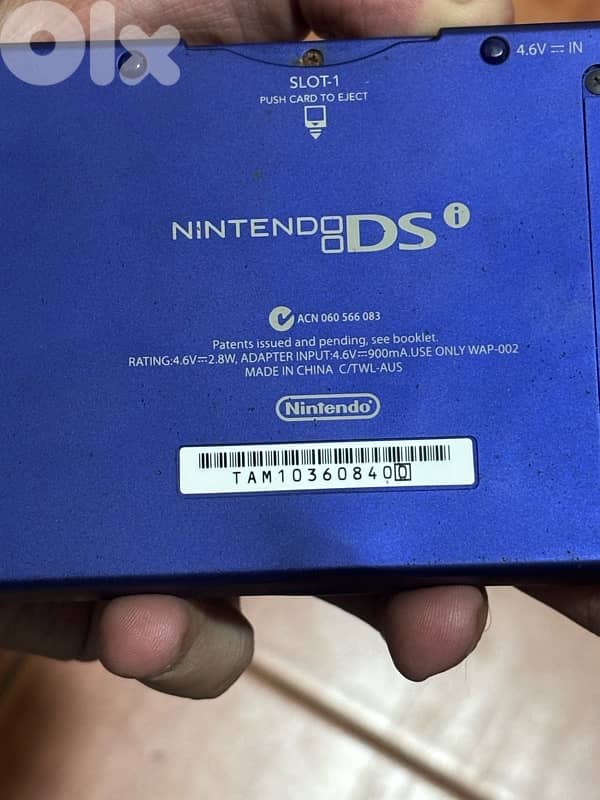 Olx
4.6V⎓IN
SLOT-1
PUSH CARD TO EJECT
NINTENDO DSi
ACN 060 566 083
Patents issued and pending, see booklet.
RATING:4.6V⎓2.8W, ADAPTER INPUT:4.6V⎓900mA.USE ONLY WAP-002
MADE IN CHINA C/TWL-AUS
Nintendo
TAM103608400